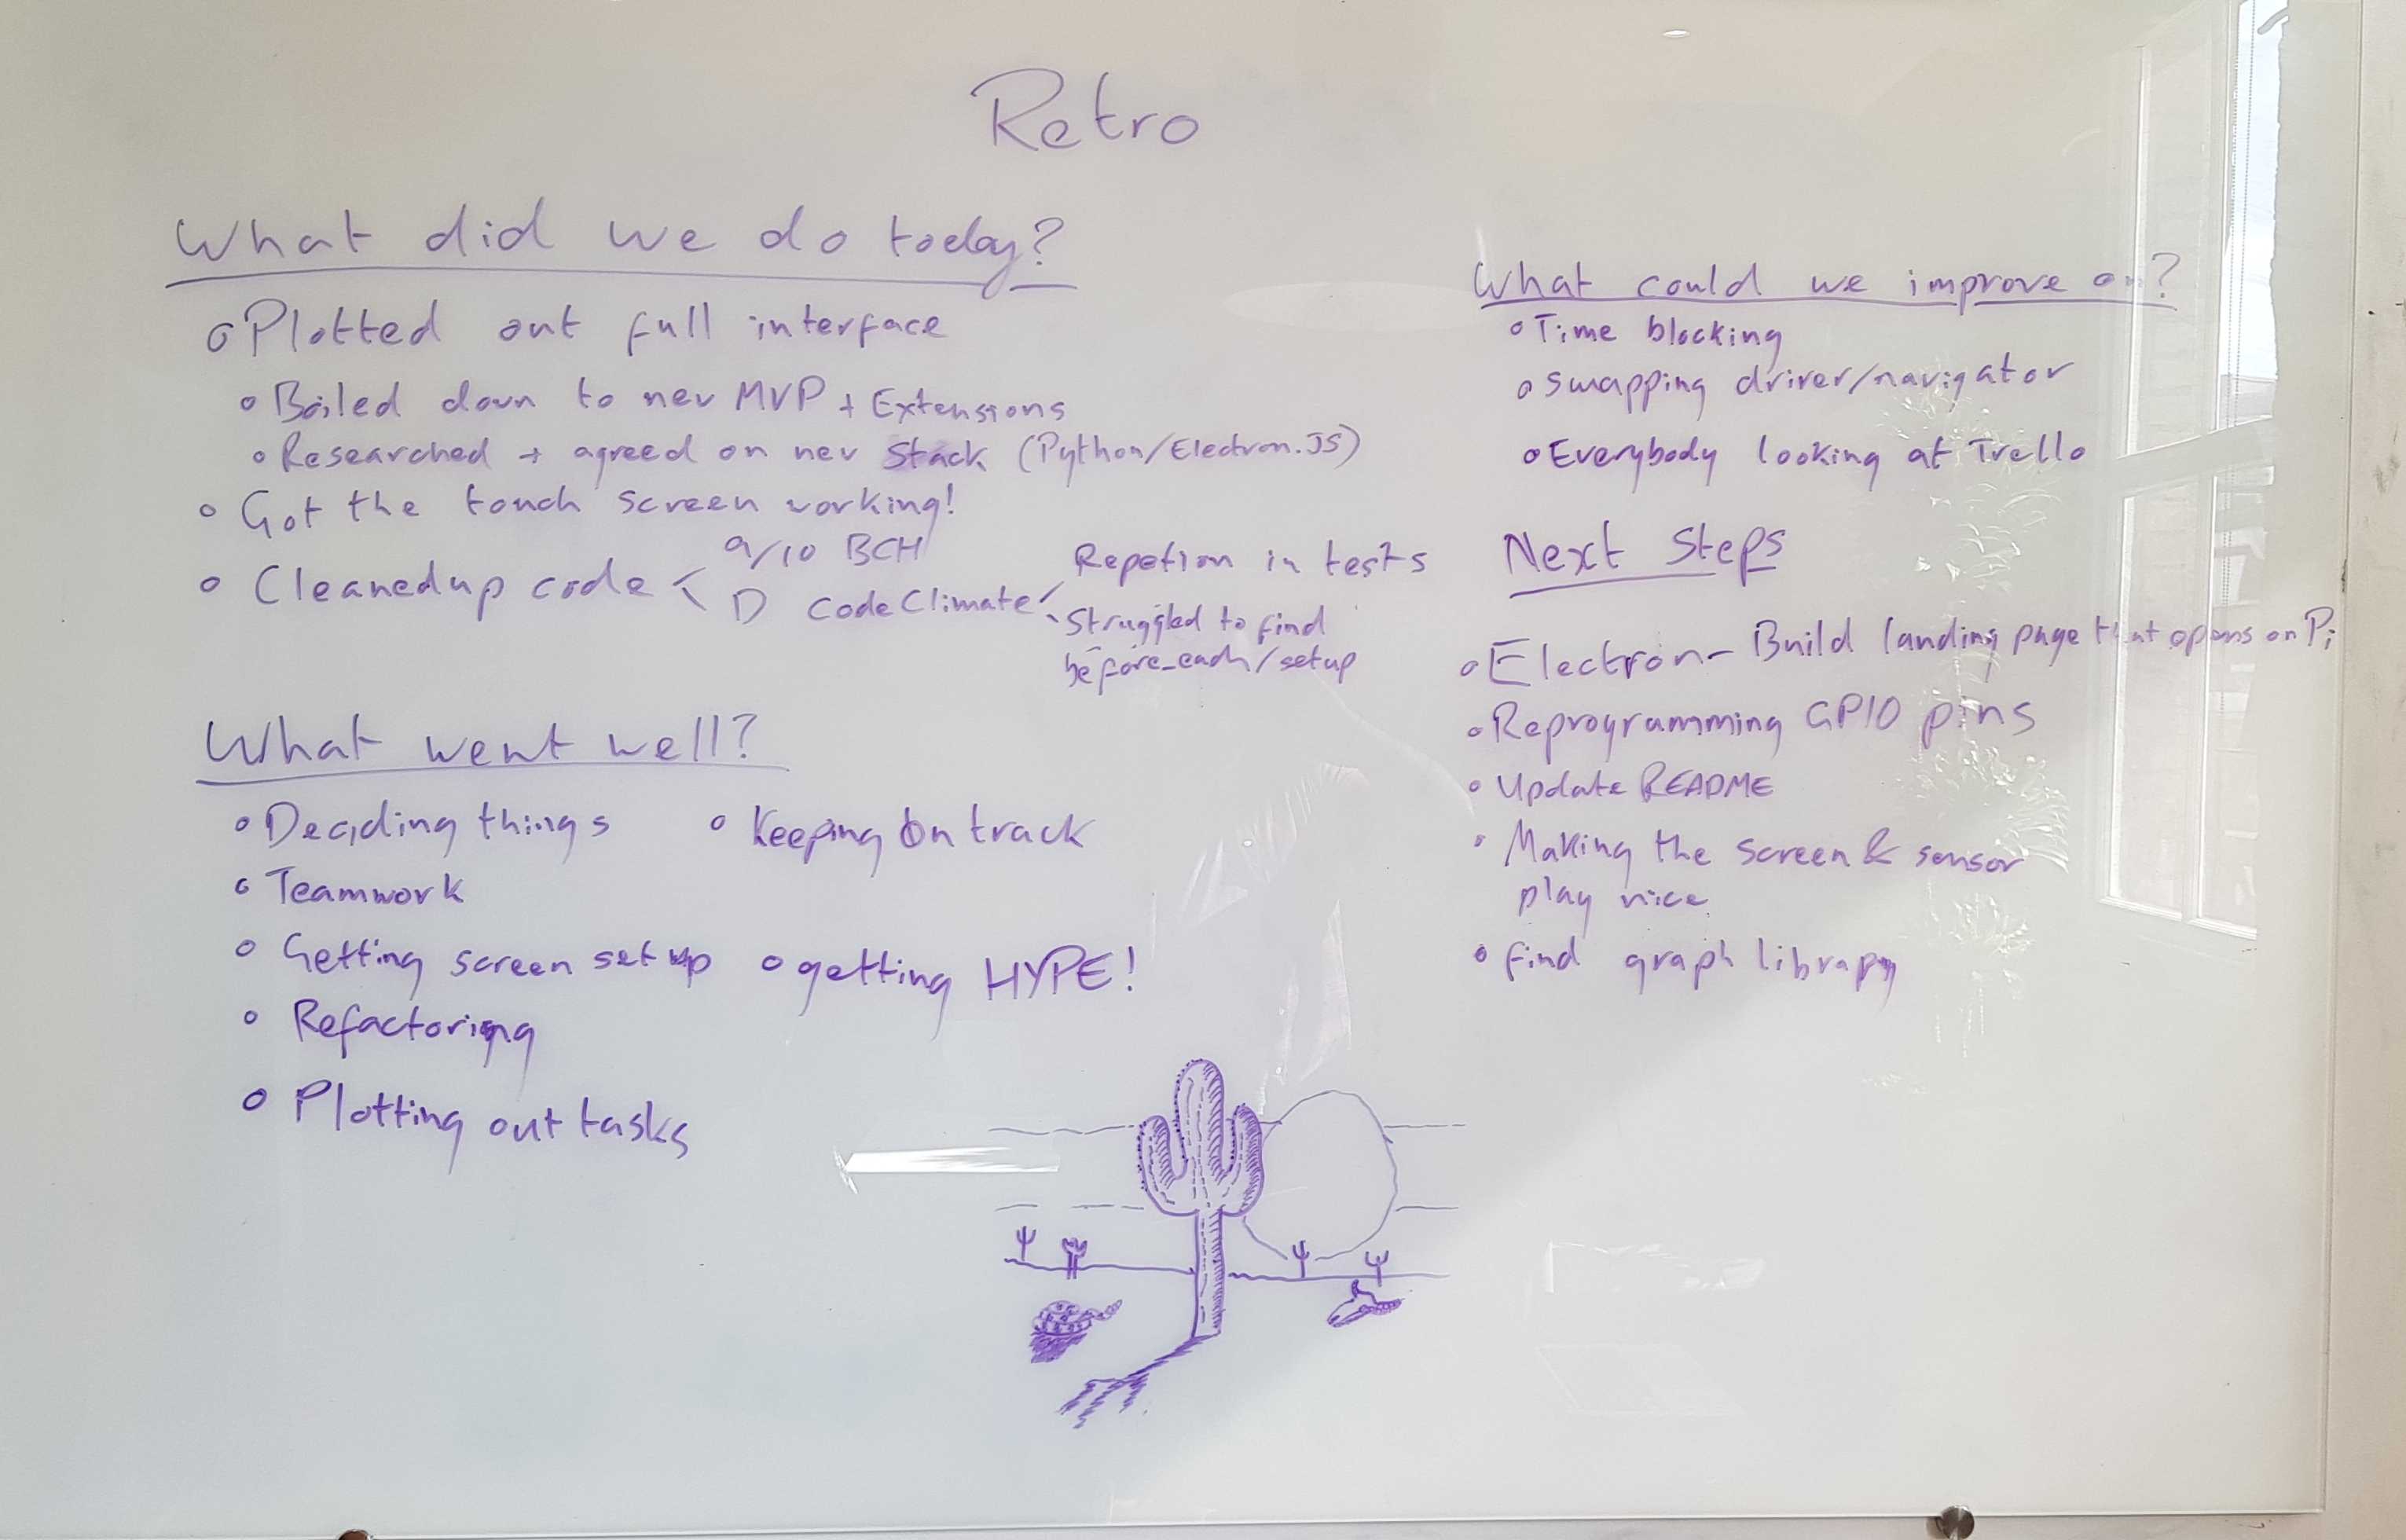 Retro
What did we do today?
Plotted out full interface
Boiled down to new MVP + Extensions
Researched + agreed on new Stack (Python/Electron.JS)
Got the touch screen working!
Cleanedup code < 9/10 BCH
D CodeClimate
Repetion in tests
Struggled to find
before_each/setup
What went well?
Deciding things
Keeping on track
Teamwork
Getting screen set up
getting HYPE!
Refactoring
Plotting out tasks
What could we improve on?
Time blocking
Swapping driver/navigator
Everybody looking at Trello
Next Steps
Electron - Build landing page that opens on Pi
Reprogramming GPIO pins
Update README
Making the screen & sensor
play nice
find graph library